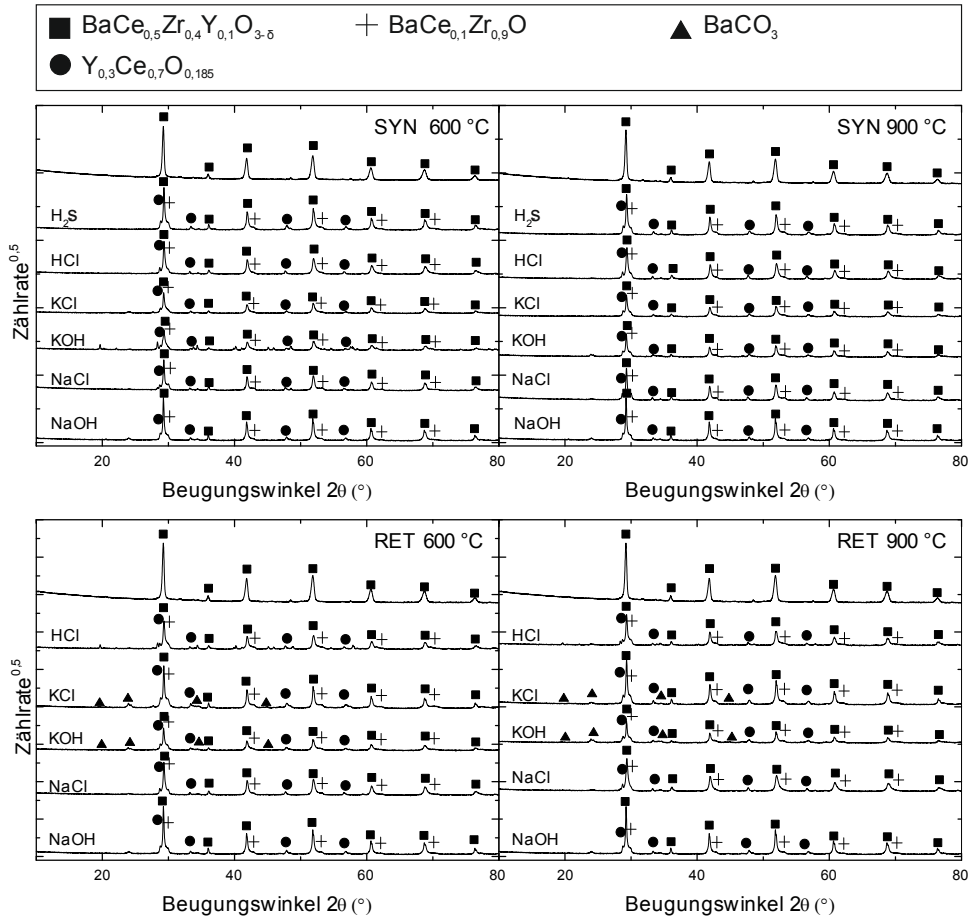 ■ BaCe0,5Zr0,4Y0,1O3-δ + BaCe0,1Zr0,9O ▲ BaCO3
● Y0,3Ce0,7O0,185
SYN 600 °C
H2S
HCl
KCl
KOH
NaCl
NaOH
Zählrate0,5
20 40 60 80
Beugungswinkel 2θ (°)
SYN 900 °C
H2S
HCl
KCl
KOH
NaCl
NaOH
20 40 60 80
Beugungswinkel 2θ (°)
RET 600 °C
HCl
KCl
KOH
NaCl
NaOH
Zählrate0,5
20 40 60 80
Beugungswinkel 2θ (°)
RET 900 °C
HCl
KCl
KOH
NaCl
NaOH
20 40 60 80
Beugungswinkel 2θ (°)